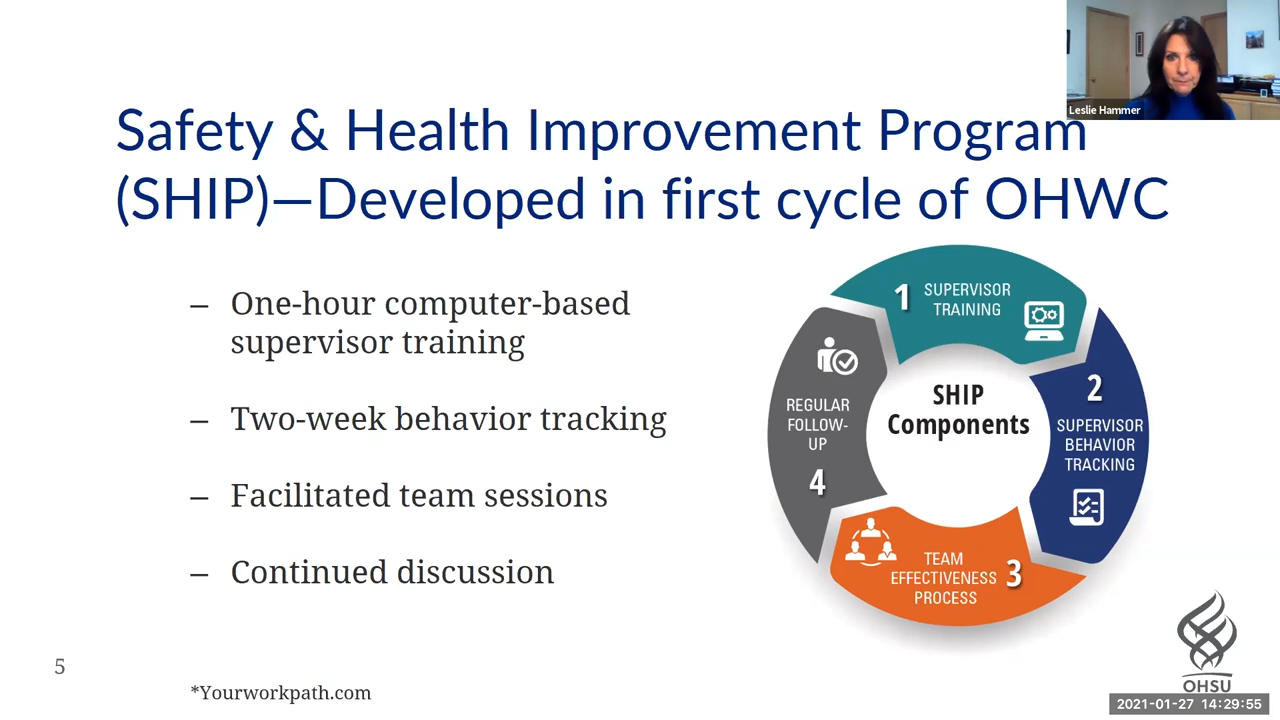 Leslie Hammer
Safety & Health Improvement Program
(SHIP)—Developed in first cycle of OHWC
– One-hour computer-based
supervisor training
– Two-week behavior tracking
– Facilitated team sessions
– Continued discussion
SHIP
Components
1 SUPERVISOR
TRAINING
2
SUPERVISOR
BEHAVIOR
TRACKING
TEAM
EFFECTIVENESS 3
PROCESS
REGULAR
FOLLOW-
UP
4
5
*Yourworkpath.com
OHSU
2021-01-27 14:29:55